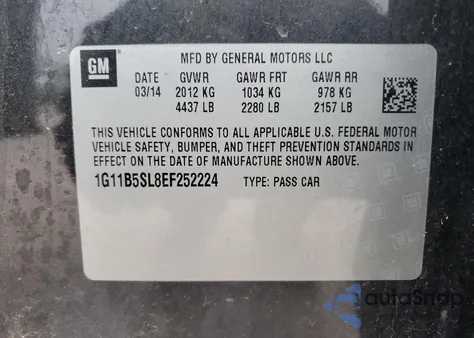 GM
MFD BY GENERAL MOTORS LLC
DATE GVWR GAWR FRT GAWR RR
03/14 2012 KG 1034 KG 978 KG
4437 LB 2280 LB 2157 LB
THIS VEHICLE CONFORMS TO ALL APPLICABLE U.S. FEDERAL MOTOR
VEHICLE SAFETY, BUMPER, AND THEFT PREVENTION STANDARDS IN
EFFECT ON THE DATE OF MANUFACTURE SHOWN ABOVE.
1G11B5SL8EF252224 TYPE: PASS CAR
autoSnap